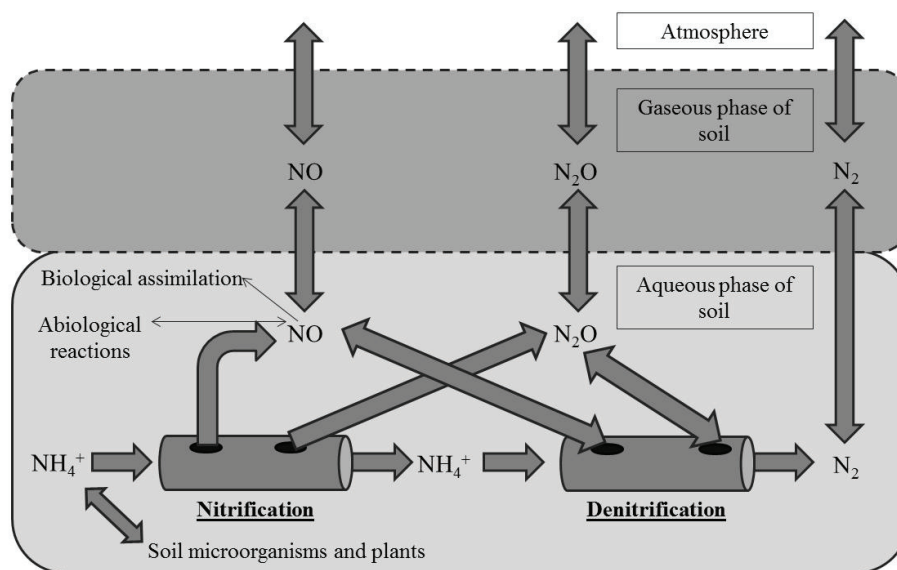 Atmosphere
Gaseous phase of
soil
NO
N₂O
N₂
Biological assimilation
Aqueous phase of
soil
Abiological
reactions
NO
N₂O
NH₄⁺
NH₄⁺
N₂
Nitrification
Denitrification
Soil microorganisms and plants